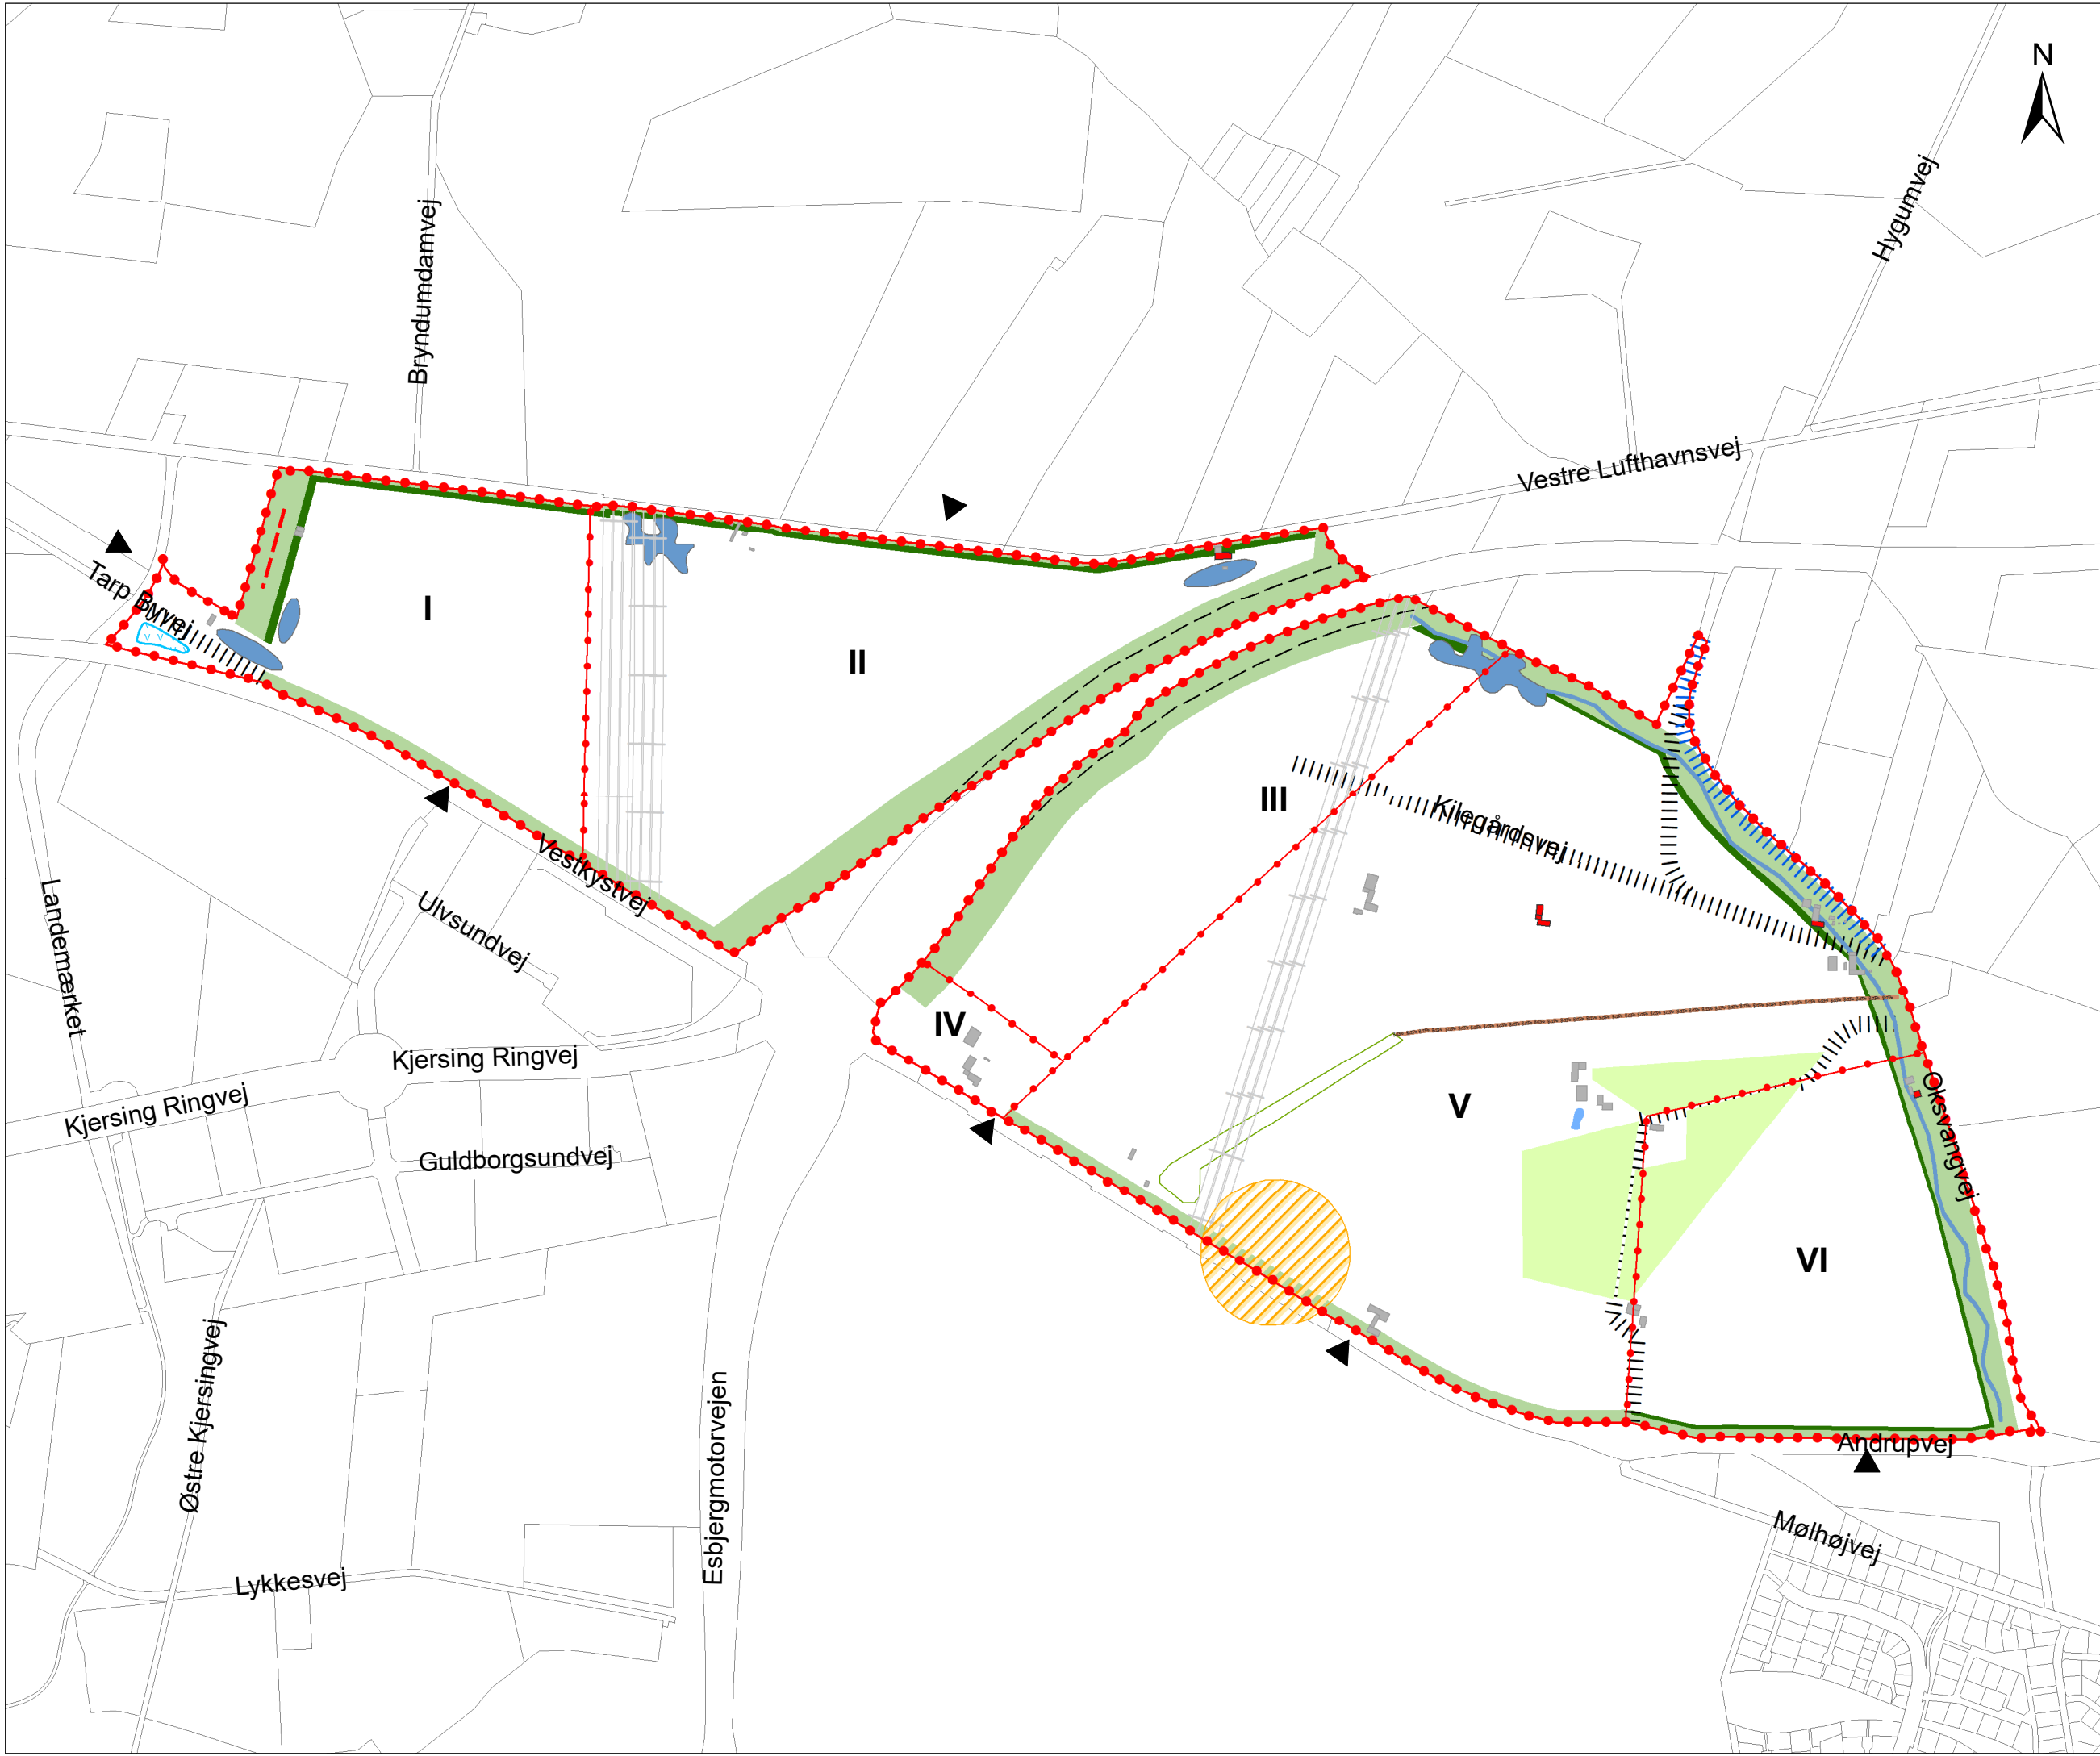 N
Hygumvej
Bryndumdamvej
Vestre Lufthavnsvej
Tarp Byvej
I
II
III
Kilegårdsvej
Vestkystvej
Ulvsundvej
Landemærket
IV
Kjersing Ringvej
Kjersing Ringvej
V
Oksvangvej
Guldborgsundvej
VI
Østre Kjersingvej
Esbjergmotorvejen
Andrupvej
Mølhøjvej
Lykkesvej